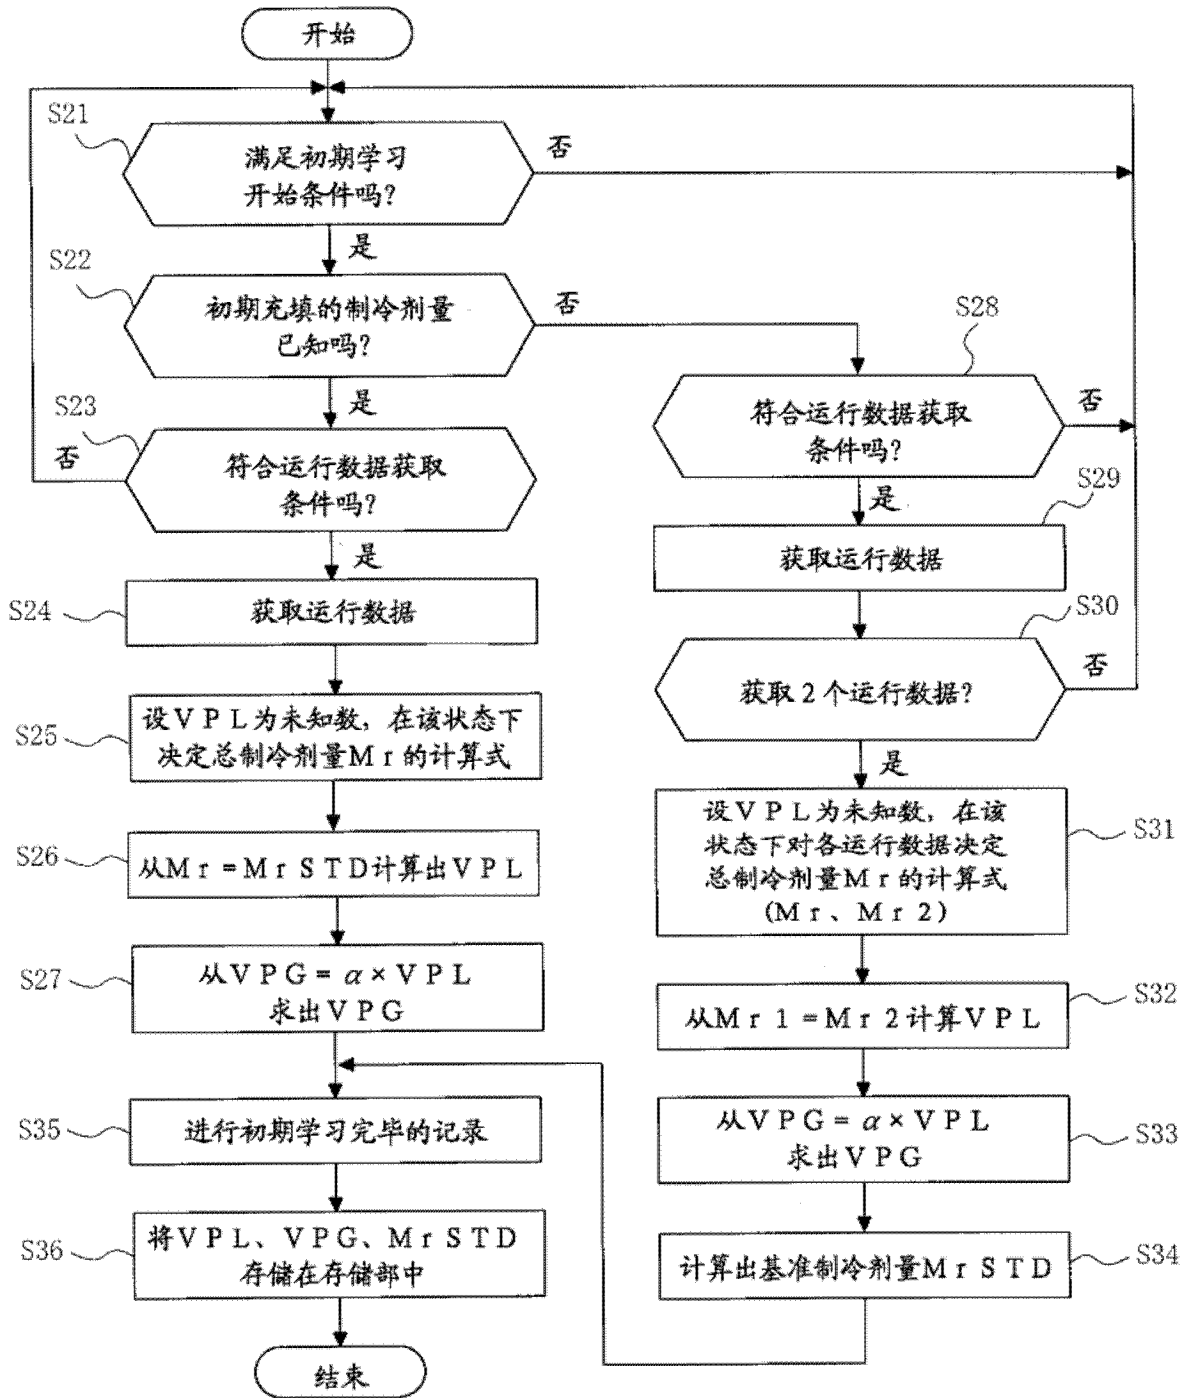 开始
S21
满足初期学习
开始条件吗?
否
是
S22
初期充填的制冷剂量
已知吗?
否
是
S23
否
符合运行数据获取
条件吗?
是
S24
获取运行数据
S25
设VPL为未知数, 在该状态下
决定总制冷剂量Mr的计算式
S26
从Mr=MrSTD计算出VPL
S27
从VPG=α×VPL
求出VPG
S28
符合运行数据获取
条件吗?
否
是
S29
获取运行数据
S30
获取2个运行数据?
否
是
S31
设VPL为未知数, 在该
状态下对各运行数据决定
总制冷剂量Mr的计算式
(Mr、Mr2)
S32
从Mr1=Mr2计算VPL
S33
从VPG=α×VPL
求出VPG
S34
计算出基准制冷剂量MrSTD
S35
进行初期学习完毕的记录
S36
将VPL、VPG、MrSTD
存储在存储部中
结束